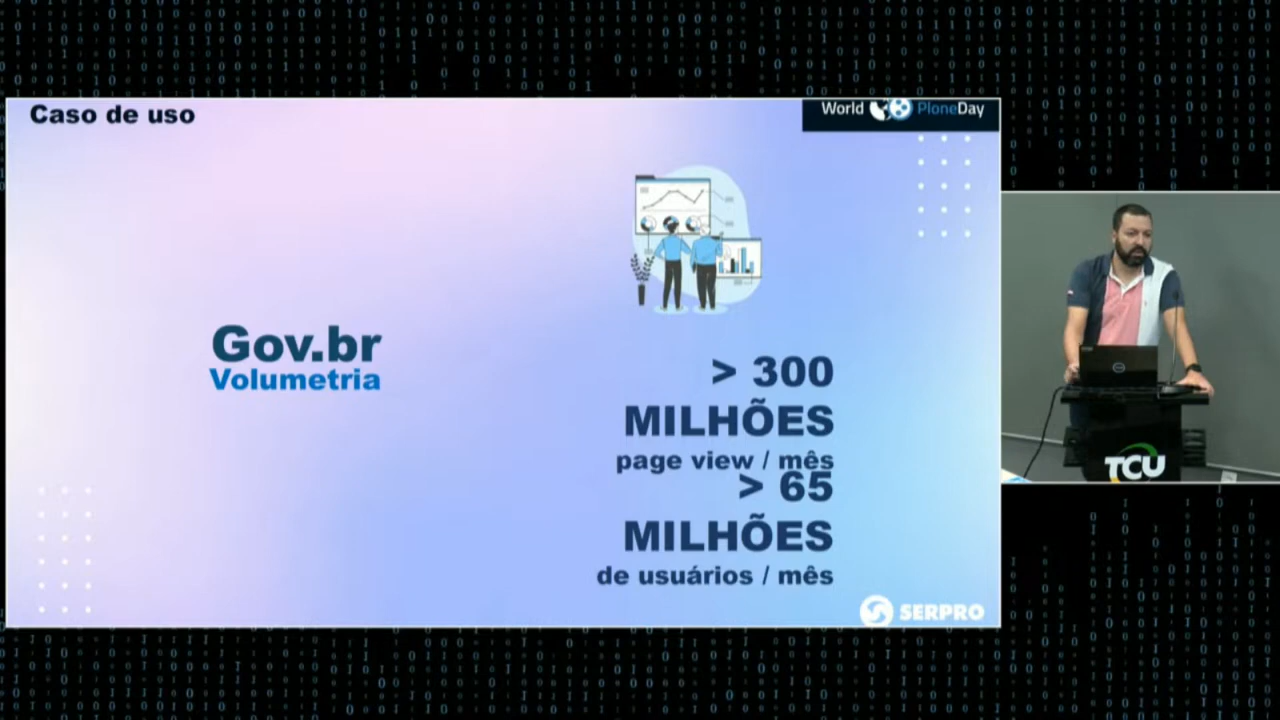 Caso de uso
World PloneDay
Gov.br
Volumetria
> 300
MILHÕES
page view / mês
> 65
MILHÕES
de usuários / mês
SERPRO
TCU